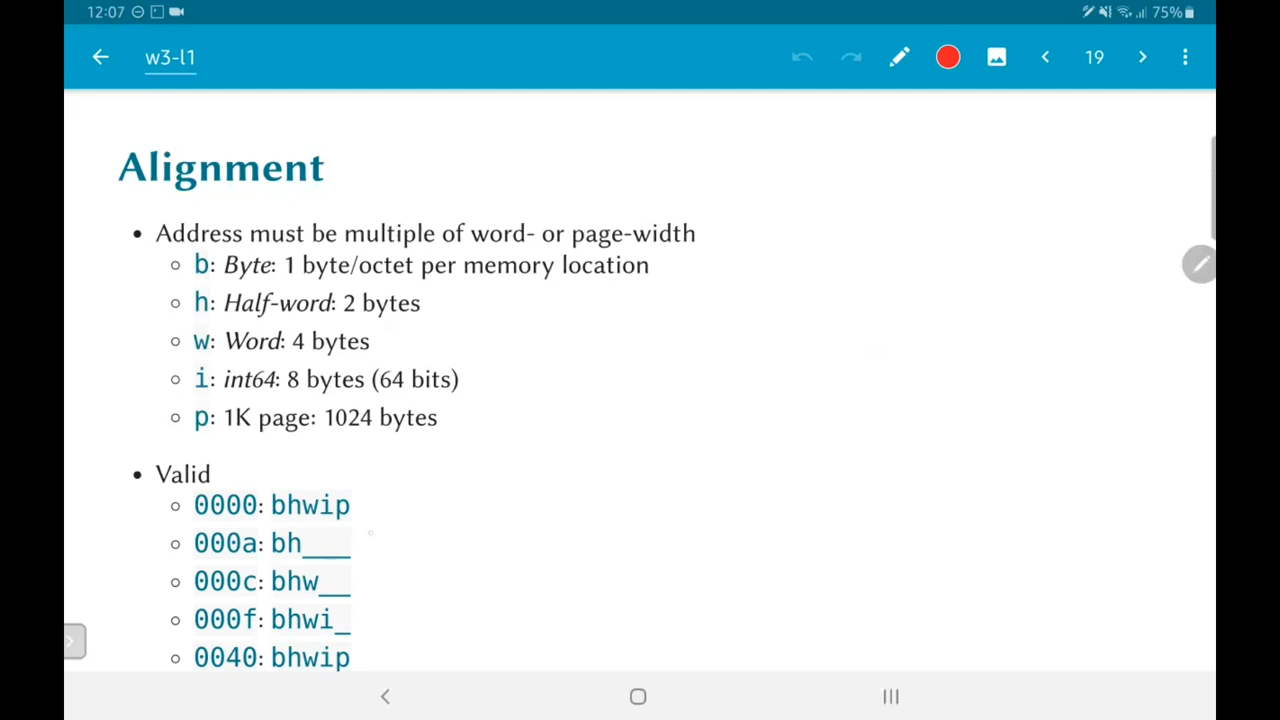 12:07 75%
w3-l1 19
Alignment
• Address must be multiple of word- or page-width
◦ b: Byte: 1 byte/octet per memory location
◦ h: Half-word: 2 bytes
◦ w: Word: 4 bytes
◦ i: int64: 8 bytes (64 bits)
◦ p: 1K page: 1024 bytes
• Valid
◦ 0000: bhwip
◦ 000a: bh___
◦ 000c: bhw__
◦ 000f: bhwi_
◦ 0040: bhwip